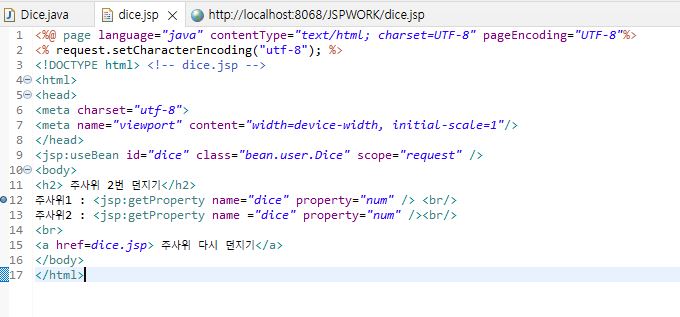 Dice.java dice.jsp http://localhost:8068/JSPWORK/dice.jsp
1 <%@ page language="java" contentType="text/html; charset=UTF-8" pageEncoding="UTF-8"%>
2 <% request.setCharacterEncoding("utf-8"); %>
3 <!DOCTYPE html> <!-- dice.jsp -->
4 <html>
5 <head>
6 <meta charset="utf-8">
7 <meta name="viewport" content="width=device-width, initial-scale=1"/>
8 </head>
9 <jsp:useBean id="dice" class="bean.user.Dice" scope="request" />
10 <body>
11 <h2> 주사위 2번 던지기</h2>
12 주사위1 : <jsp:getProperty name="dice" property="num" /> <br/>
13 주사위2 : <jsp:getProperty name ="dice" property="num" /><br/>
14 <br>
15 <a href=dice.jsp> 주사위 다시 던지기</a>
16 </body>
17 </html>